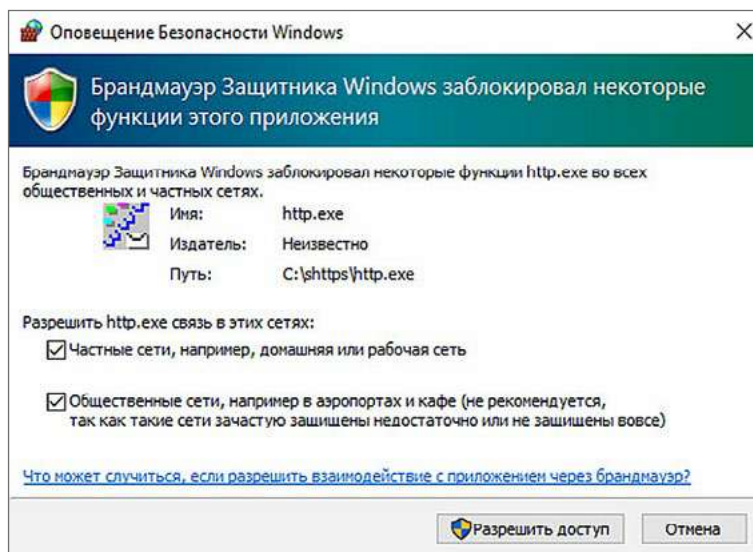 Оповещение Безопасности Windows
Брандмауэр Защитника Windows заблокировал некоторые
функции этого приложения
Брандмауэр Защитника Windows заблокировал некоторые функции http.exe во всех
общественных и частных сетях.
Имя: http.exe
Издатель: Неизвестно
Путь: C:\shttps\http.exe
Разрешить http.exe связь в этих сетях:
Частные сети, например, домашняя или рабочая сеть
Общественные сети, например в аэропортах и кафе (не рекомендуется,
так как такие сети зачастую защищены недостаточно или не защищены вовсе)
Что может случиться, если разрешить взаимодействие с приложением через брандмауэр?
Разрешить доступ Отмена